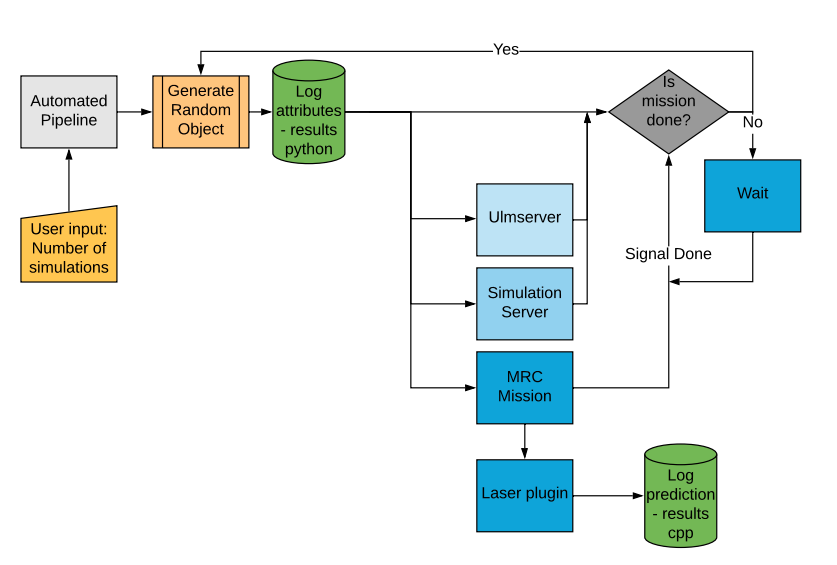 Yes
Automated
Pipeline
Generate
Random
Object
Log
attributes
- results
python
Is
mission
done?
No
Wait
User input:
Number of
simulations
Ulmserver
Signal Done
Simulation
Server
MRC
Mission
Laser plugin
Log
prediction
- results
cpp